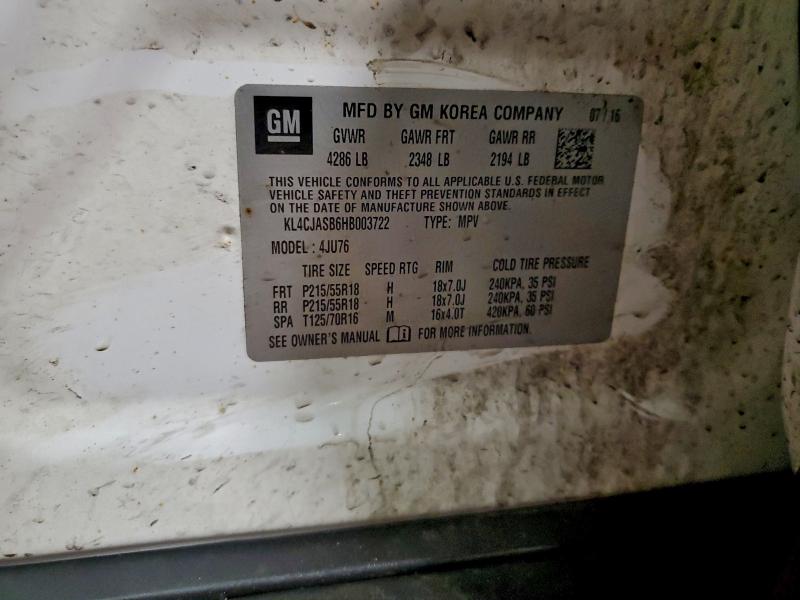 GM
MFD BY GM KOREA COMPANY 07/16
GVWR GAWR FRT GAWR RR
4286 LB 2348 LB 2194 LB
THIS VEHICLE CONFORMS TO ALL APPLICABLE U.S. FEDERAL MOTOR
VEHICLE SAFETY AND THEFT PREVENTION STANDARDS IN EFFECT
ON THE DATE OF MANUFACTURE SHOWN ABOVE.
KL4CJASB6HB003722 TYPE: MPV
MODEL : 4JU76
TIRE SIZE SPEED RTG RIM COLD TIRE PRESSURE
FRT P215/55R18 H 18x7.0J 240KPA, 35 PSI
RR P215/55R18 H 18x7.0J 240KPA, 35 PSI
SPA T125/70R16 M 16x4.0T 420KPA, 60 PSI
SEE OWNER'S MANUAL FOR MORE INFORMATION.